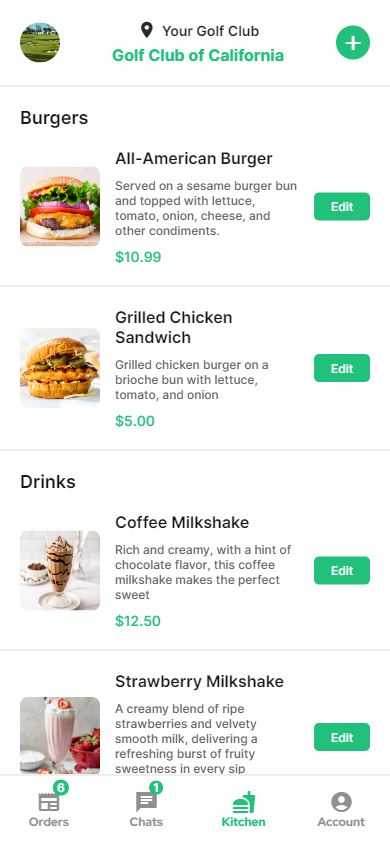 Your Golf Club
Golf Club of California
Burgers
All-American Burger
Served on a sesame burger bun
and topped with lettuce,
tomato, onion, cheese, and
other condiments.
$10.99
Edit
Grilled Chicken
Sandwich
Grilled chicken burger on a
brioche bun with lettuce,
tomato, and onion
$5.00
Edit
Drinks
Coffee Milkshake
Rich and creamy, with a hint of
chocolate flavor, this coffee
milkshake makes the perfect
sweet
$12.50
Edit
Strawberry Milkshake
A creamy blend of ripe
strawberries and velvety
smooth milk, delivering a
refreshing burst of fruity
sweetness in every sip
Edit
6
1
Orders
Chats
Kitchen
Account